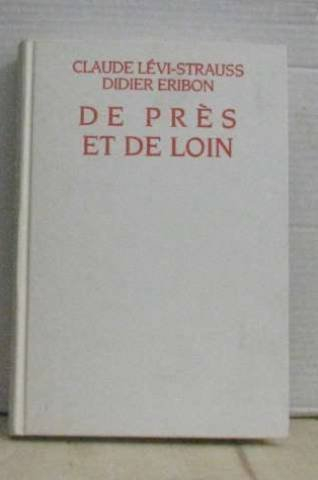 CLAUDE LÉVI-STRAUSS
DIDIER ERIBON
DE PRÈS
ET DE LOIN